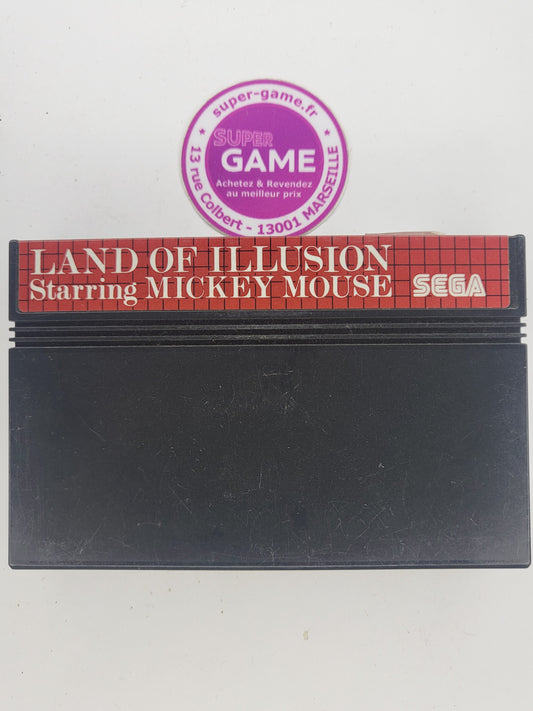 ★ super-game.fr ★
SUPER
GAME
Achetez & Revendez
au meilleur prix
13 rue Colbert - 13001 MARSEILLE
LAND OF ILLUSION
Starring MICKEY MOUSE
SEGA